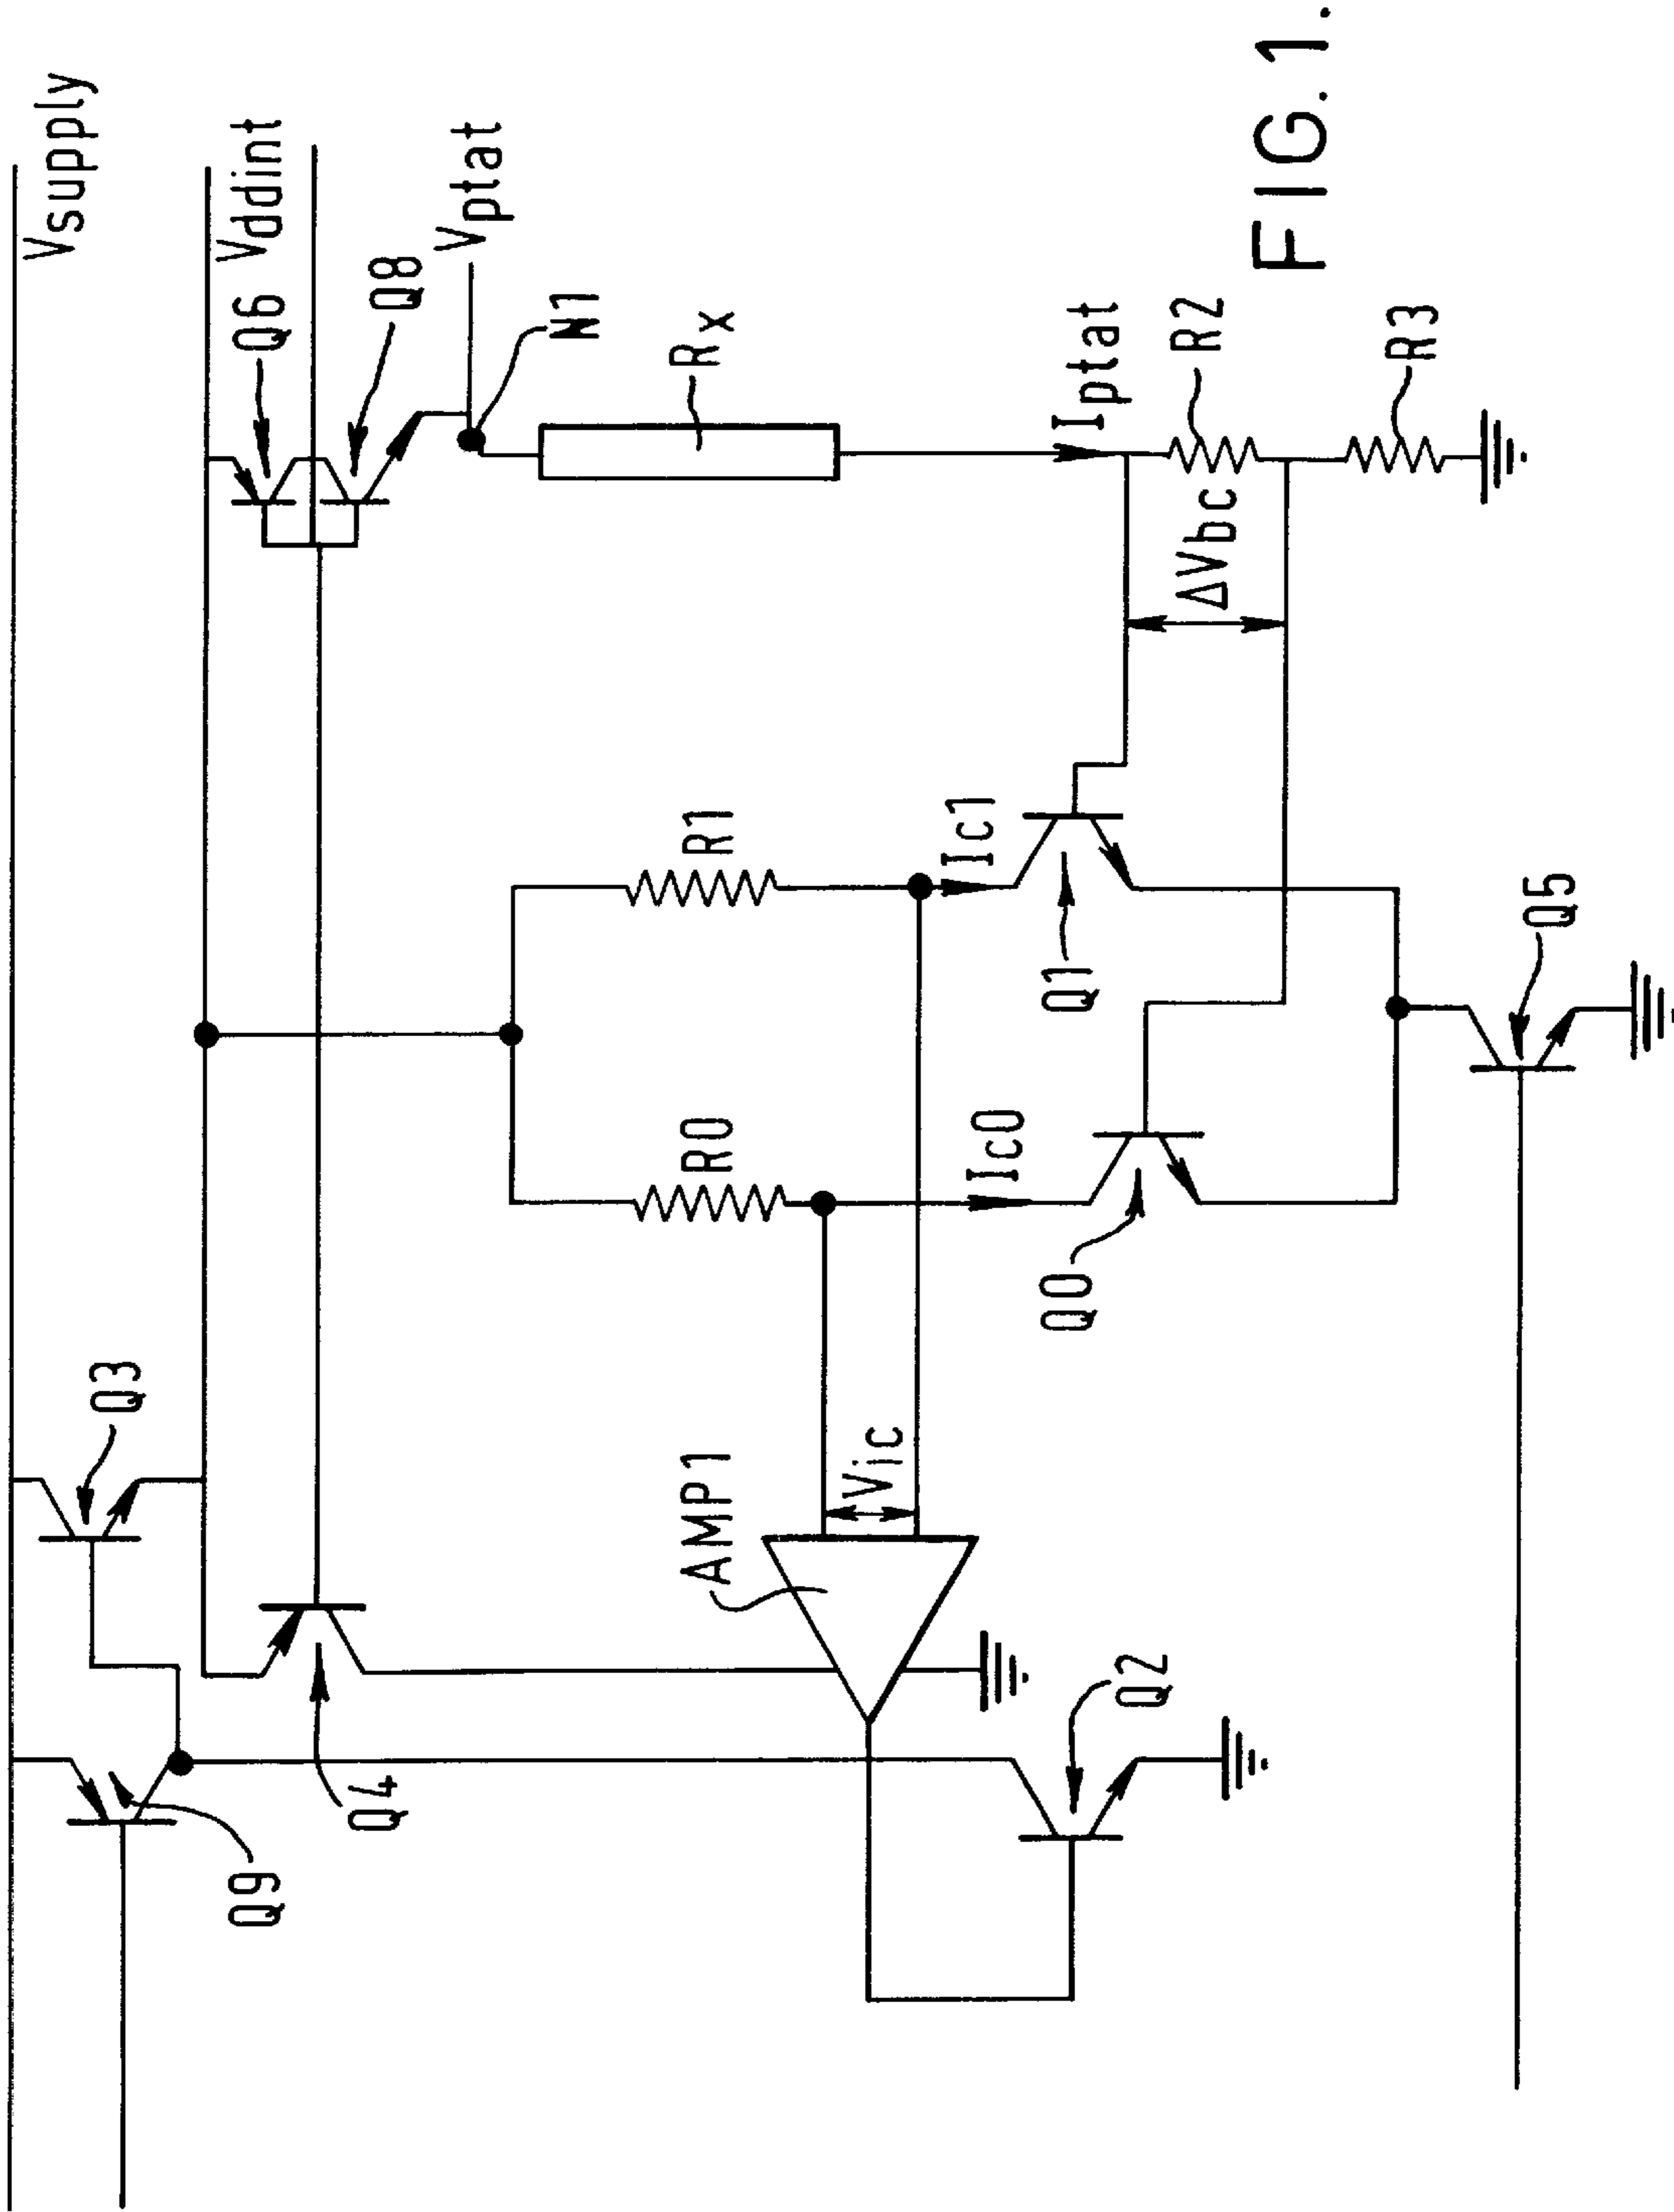 Vsupply
Vddint
Q6
Q8
Vptat
N1
Rx
Iptat
R2
R3
ΔVbc
Q3
Q9
Q4
R0
R1
AMP1
Vic
Ic0
Ic1
Q0
Q1
Q2
Q5
FIG. 1.